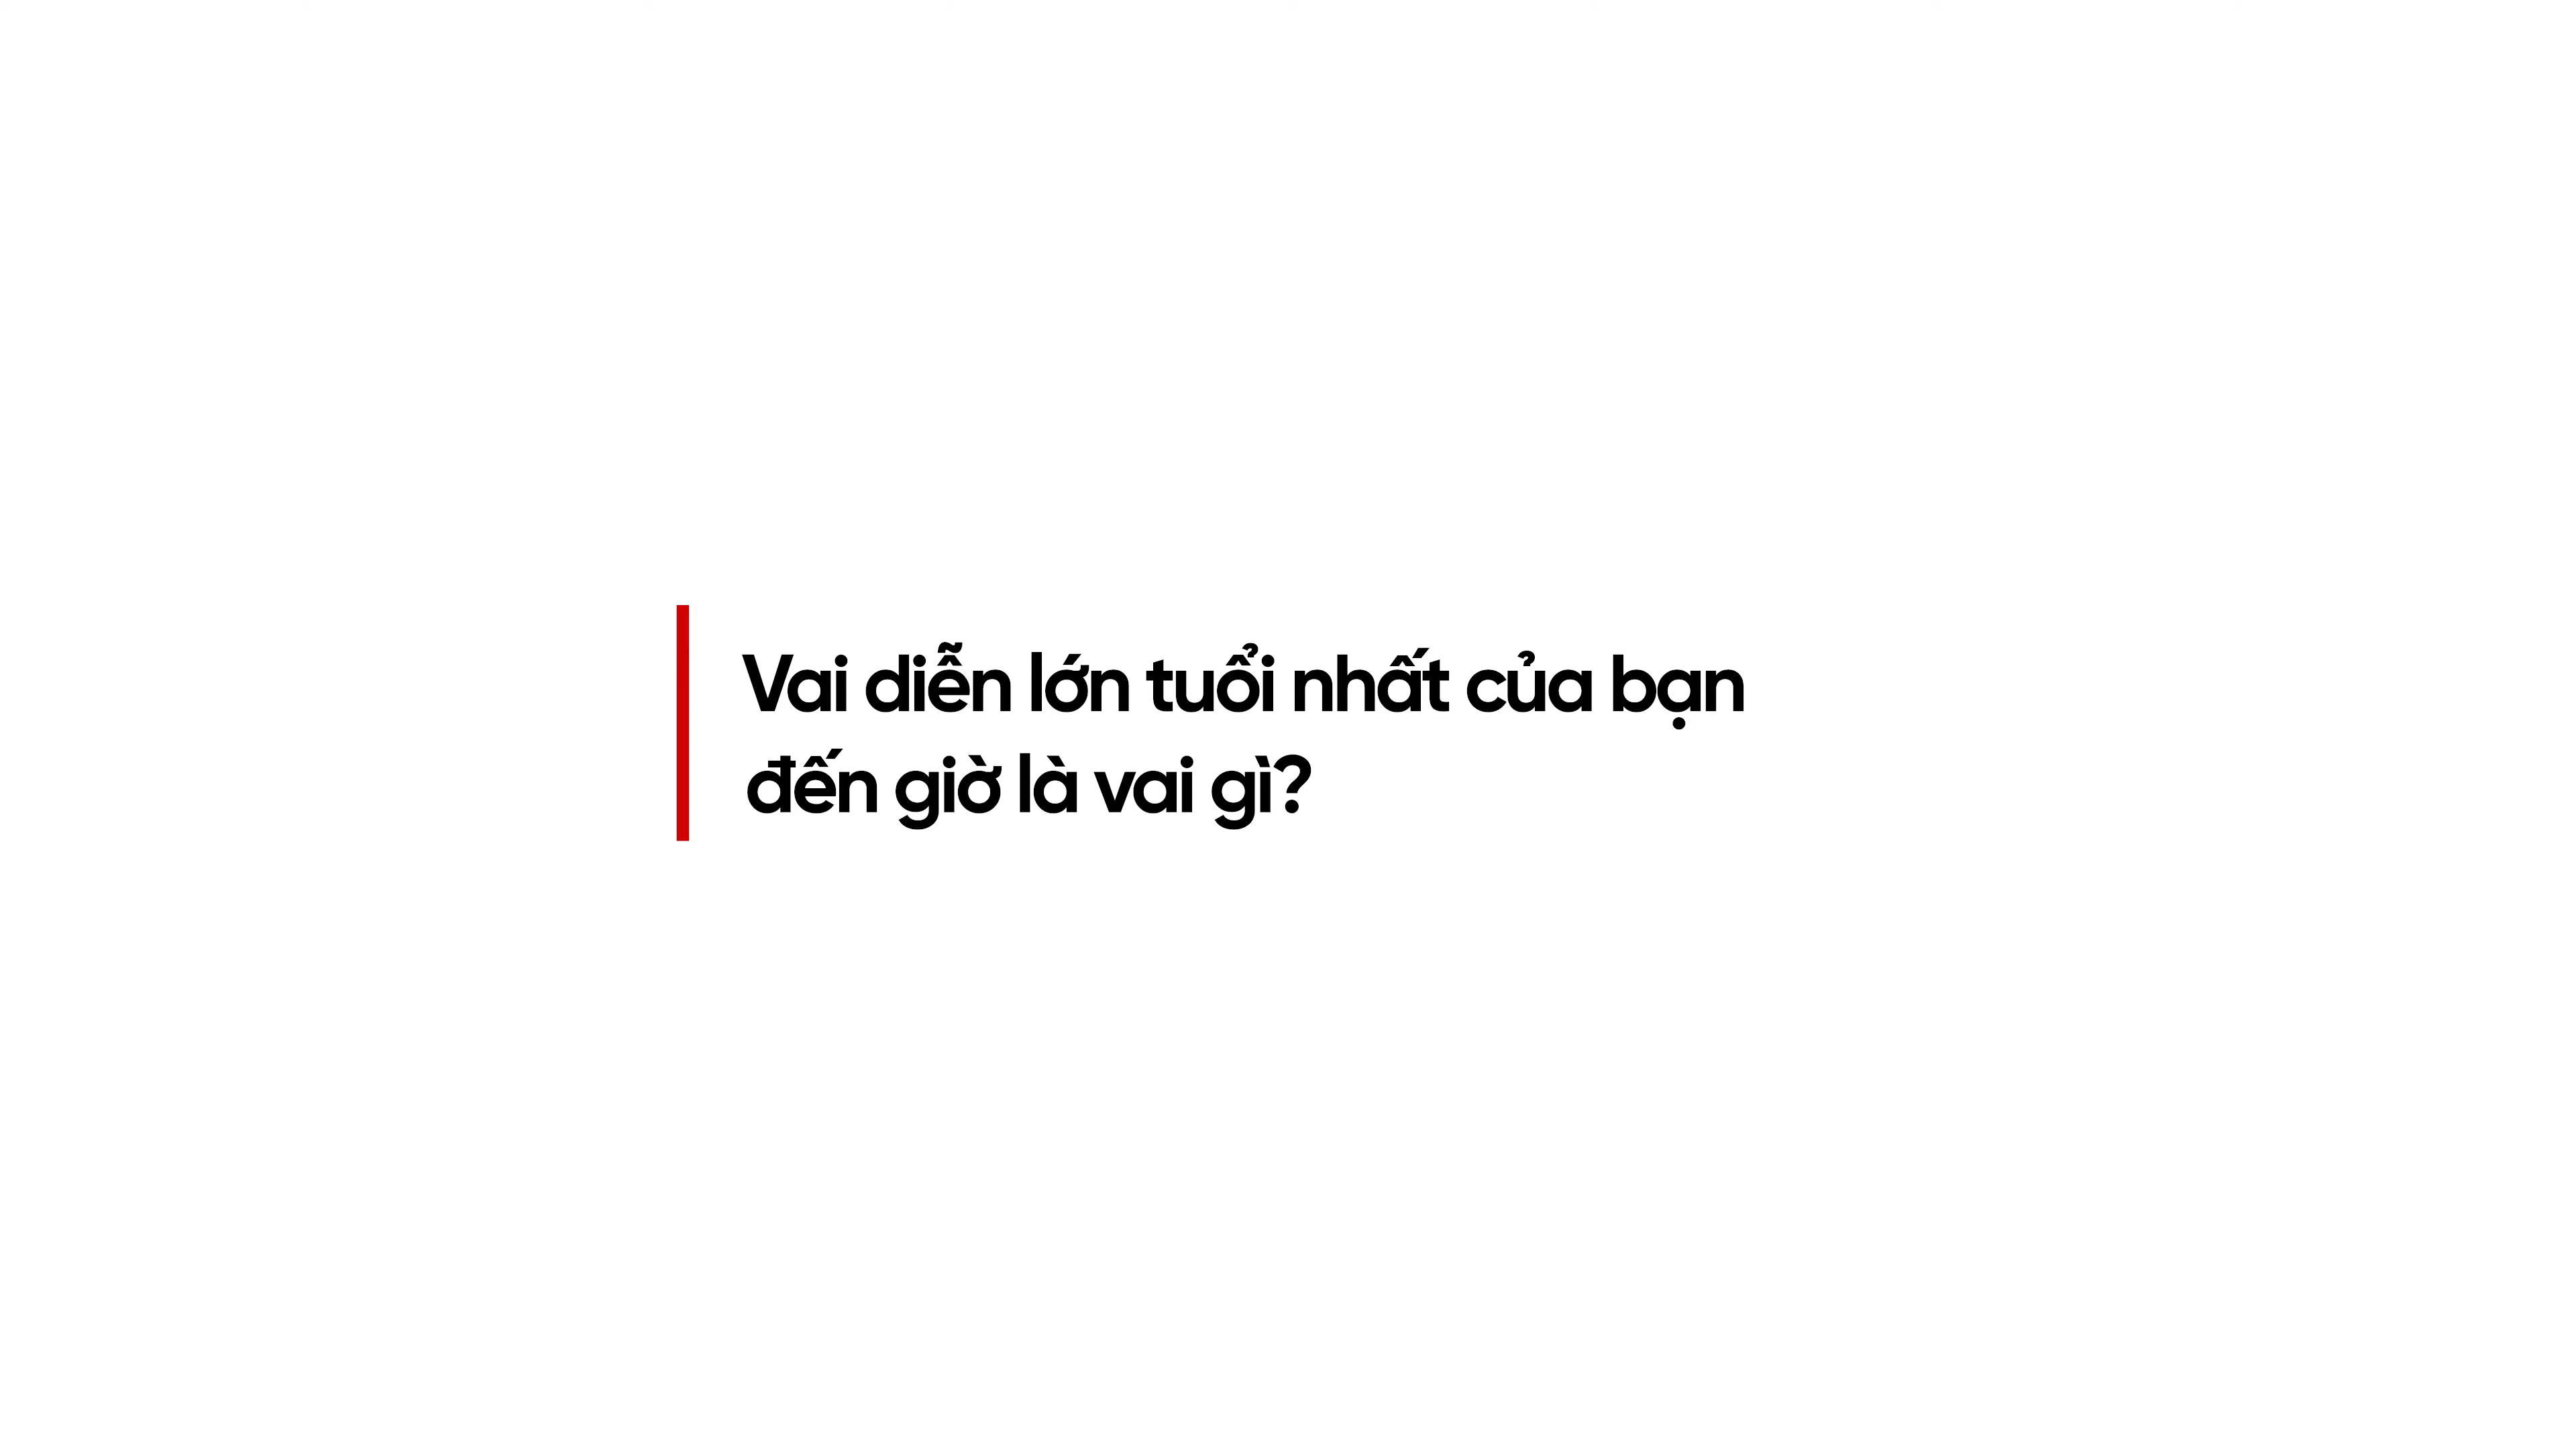 Vai diễn lớn tuổi nhất của bạn
đến giờ là vai gì?